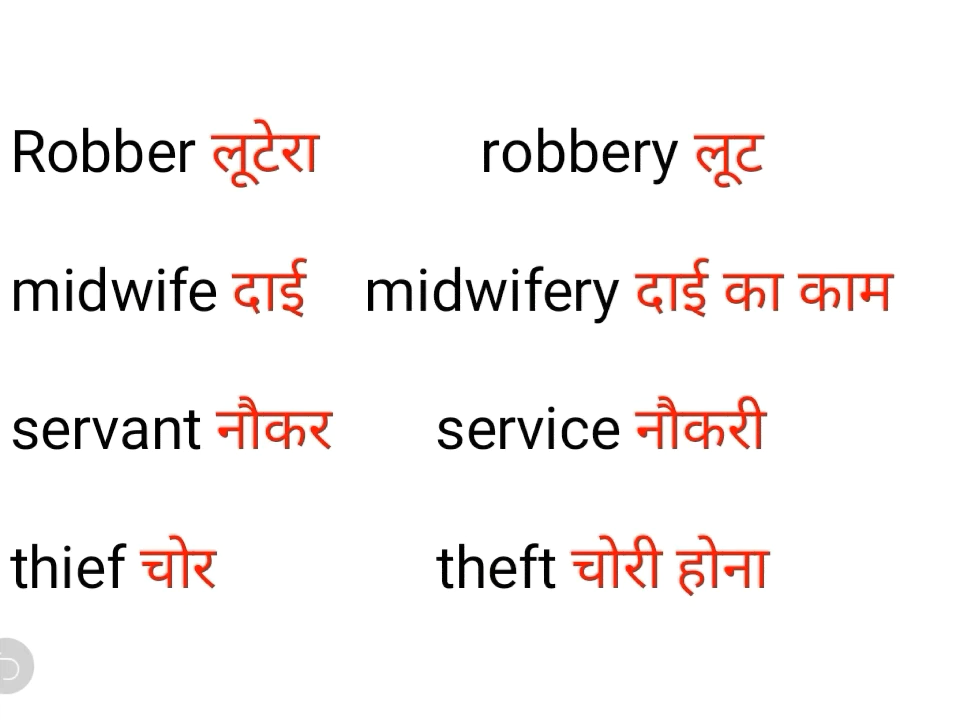 Robber लूटेरा robbery लूट
midwife दाई midwifery दाई का काम
servant नौकर service नौकरी
thief चोर theft चोरी होना